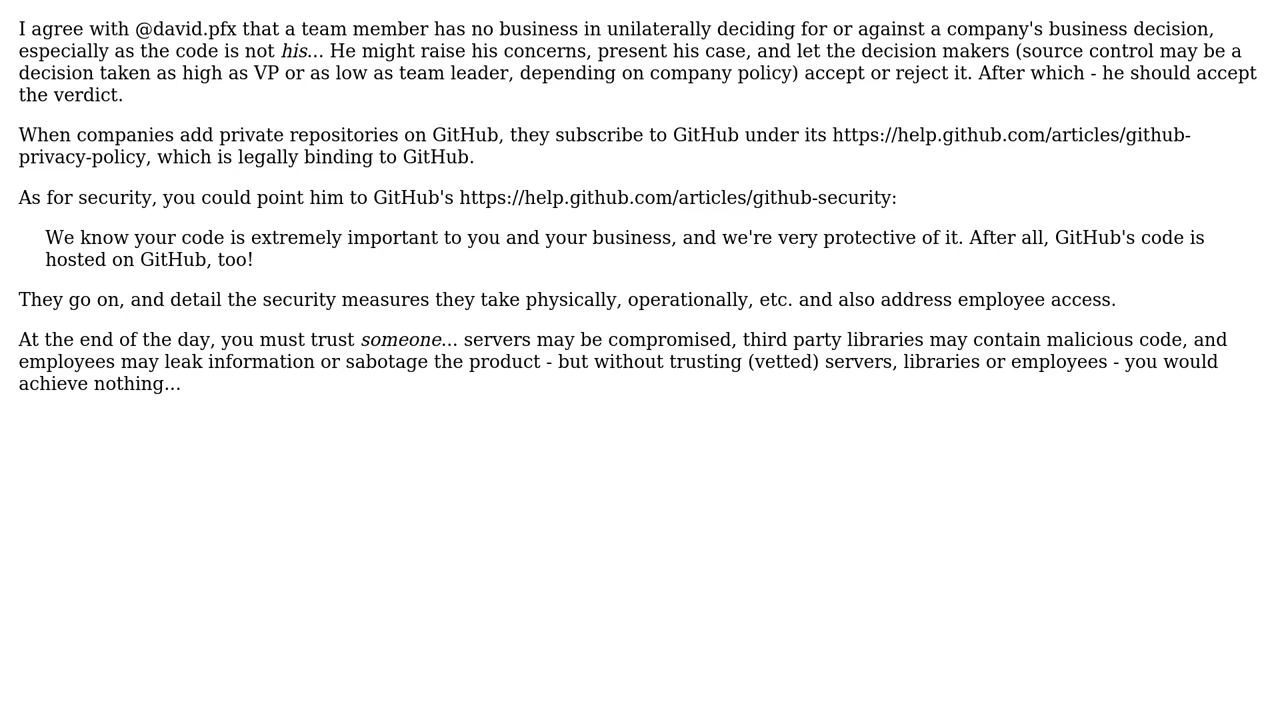 I agree with @david.pfx that a team member has no business in unilaterally deciding for or against a company's business decision,
especially as the code is not his... He might raise his concerns, present his case, and let the decision makers (source control may be a
decision taken as high as VP or as low as team leader, depending on company policy) accept or reject it. After which - he should accept
the verdict.
When companies add private repositories on GitHub, they subscribe to GitHub under its https://help.github.com/articles/github-
privacy-policy, which is legally binding to GitHub.
As for security, you could point him to GitHub's https://help.github.com/articles/github-security:
We know your code is extremely important to you and your business, and we're very protective of it. After all, GitHub's code is
hosted on GitHub, too!
They go on, and detail the security measures they take physically, operationally, etc. and also address employee access.
At the end of the day, you must trust someone... servers may be compromised, third party libraries may contain malicious code, and
employees may leak information or sabotage the product - but without trusting (vetted) servers, libraries or employees - you would
achieve nothing...